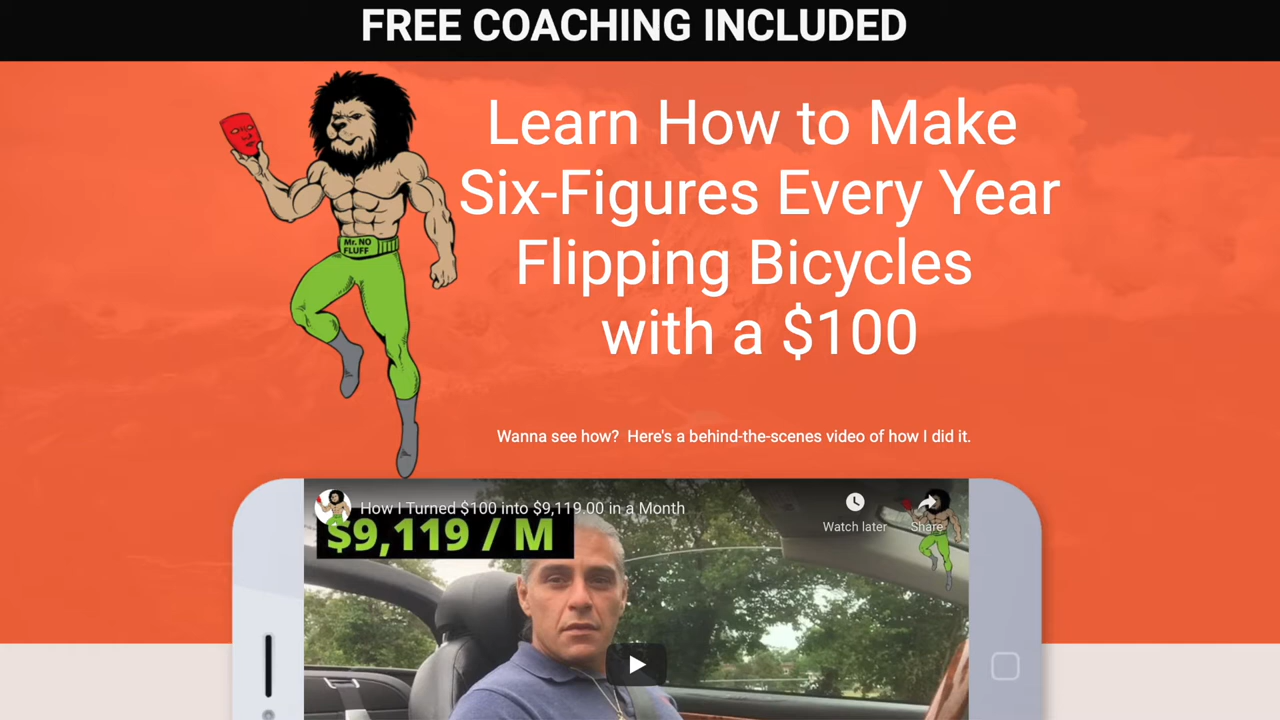 FREE COACHING INCLUDED
Mr. NO
FLUFF
Learn How to Make
Six-Figures Every Year
Flipping Bicycles
with a $100
Wanna see how?  Here's a behind-the-scenes video of how I did it.
How I Turned $100 into $9,119.00 in a Month
Watch later
Share
$9,119 / M